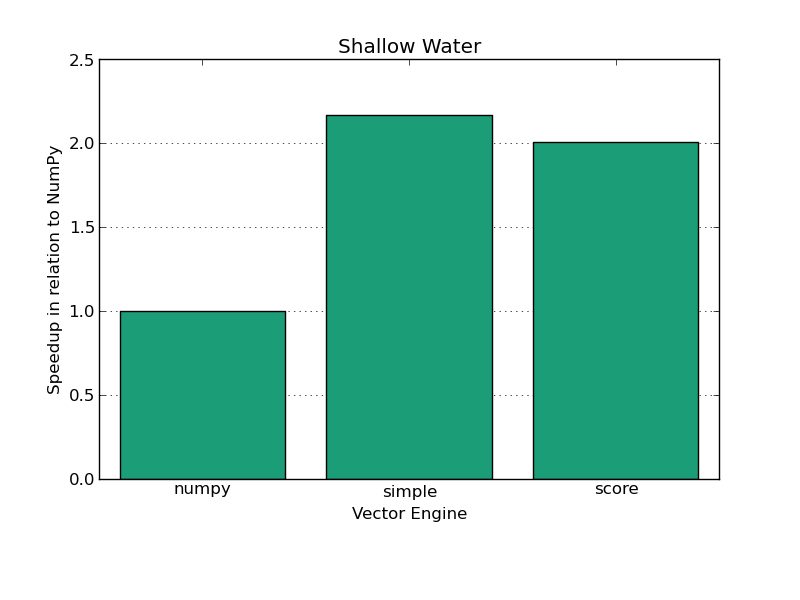 Shallow Water
2.5
2.0
1.5
1.0
0.5
0.0
Speedup in relation to NumPy
numpy simple score
Vector Engine